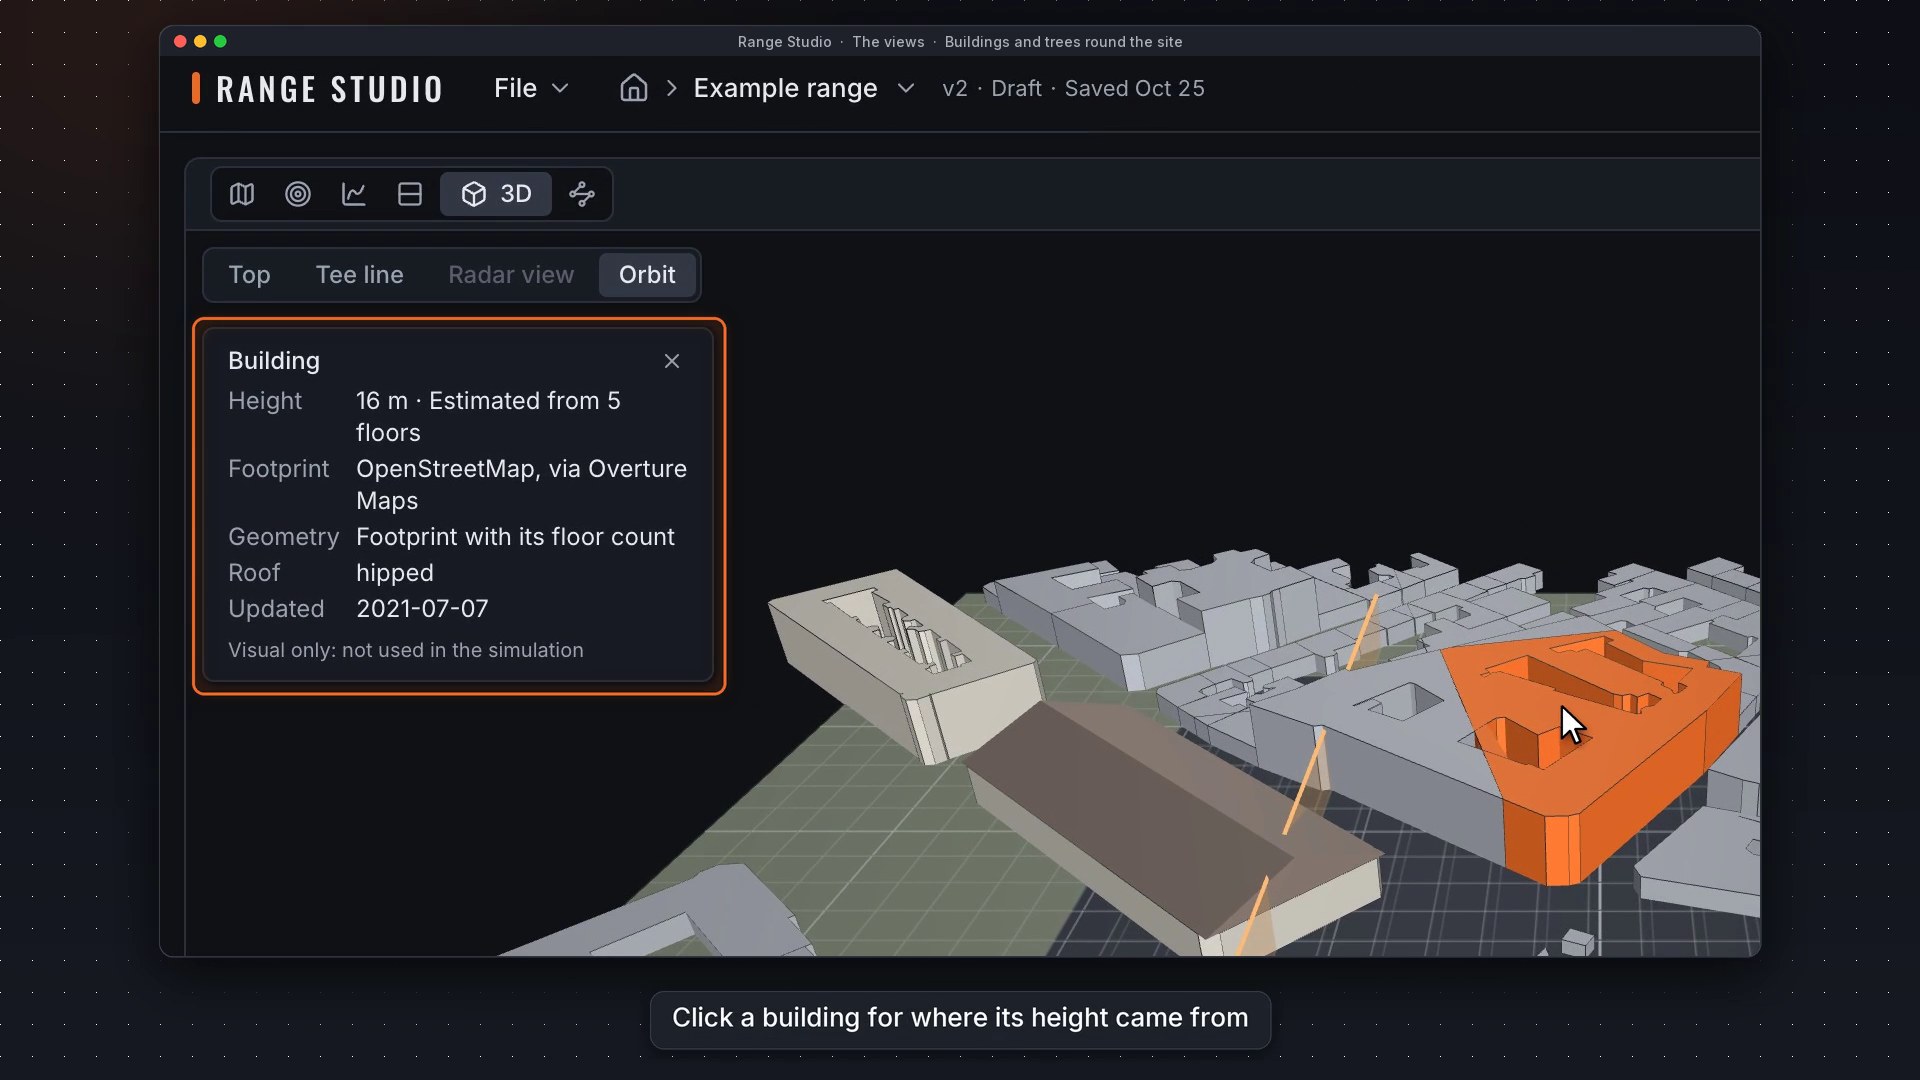 Range Studio · The views · Buildings and trees round the site
RANGE STUDIO
File
Example range
v2 · Draft · Saved Oct 25
3D
Top
Tee line
Radar view
Orbit
Building
Height 16 m · Estimated from 5
floors
Footprint OpenStreetMap, via Overture
Maps
Geometry Footprint with its floor count
Roof hipped
Updated 2021-07-07
Visual only: not used in the simulation
Click a building for where its height came from